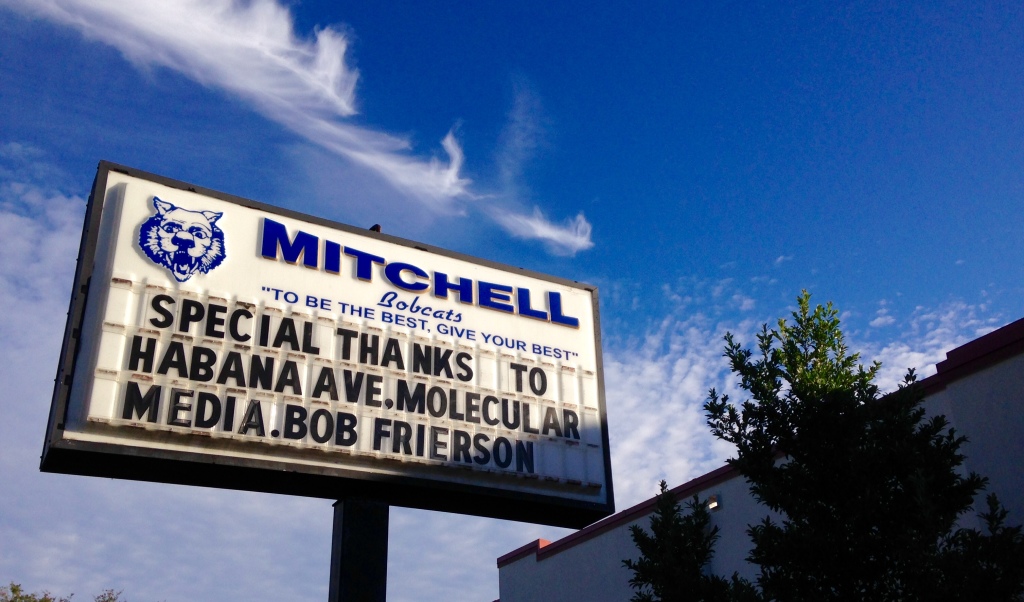 MITCHELL
Bobcats
"TO BE THE BEST, GIVE YOUR BEST"
SPECIAL THANKS TO
HABANA AVE.MOLECULAR
MEDIA.BOB FRIERSON